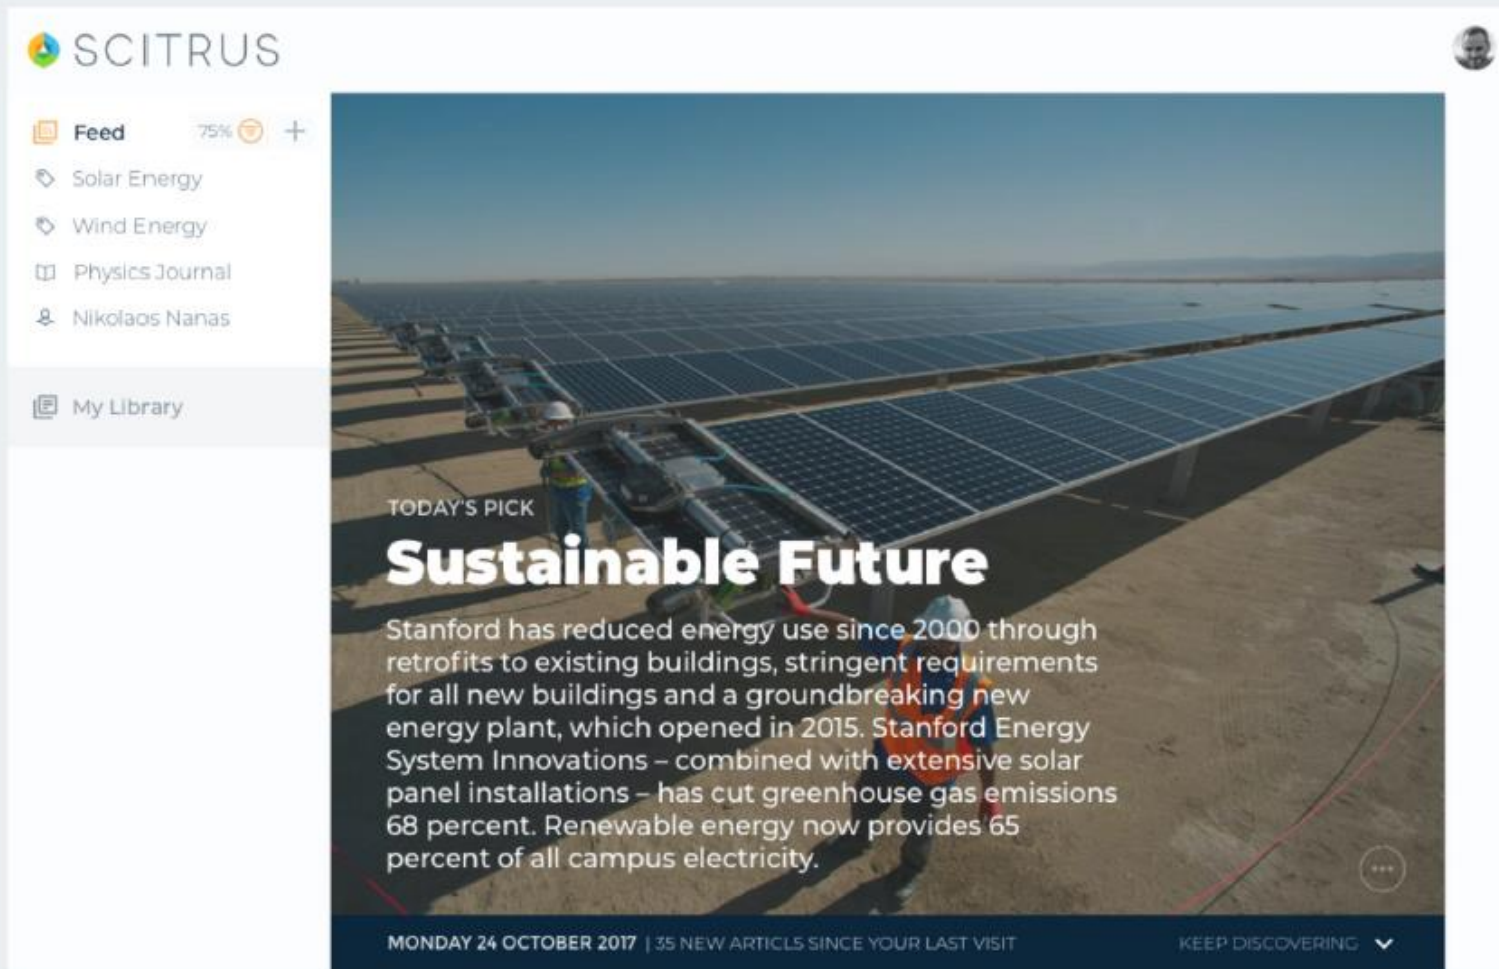 SCITRUS
Feed 75%
Solar Energy
Wind Energy
Physics Journal
Nikolaos Nanas
My Library
TODAY'S PICK
Sustainable Future
Stanford has reduced energy use since 2000 through
retrofits to existing buildings, stringent requirements
for all new buildings and a groundbreaking new
energy plant, which opened in 2015. Stanford Energy
System Innovations – combined with extensive solar
panel installations – has cut greenhouse gas emissions
68 percent. Renewable energy now provides 65
percent of all campus electricity.
MONDAY 24 OCTOBER 2017 | 35 NEW ARTICLS SINCE YOUR LAST VISIT
KEEP DISCOVERING